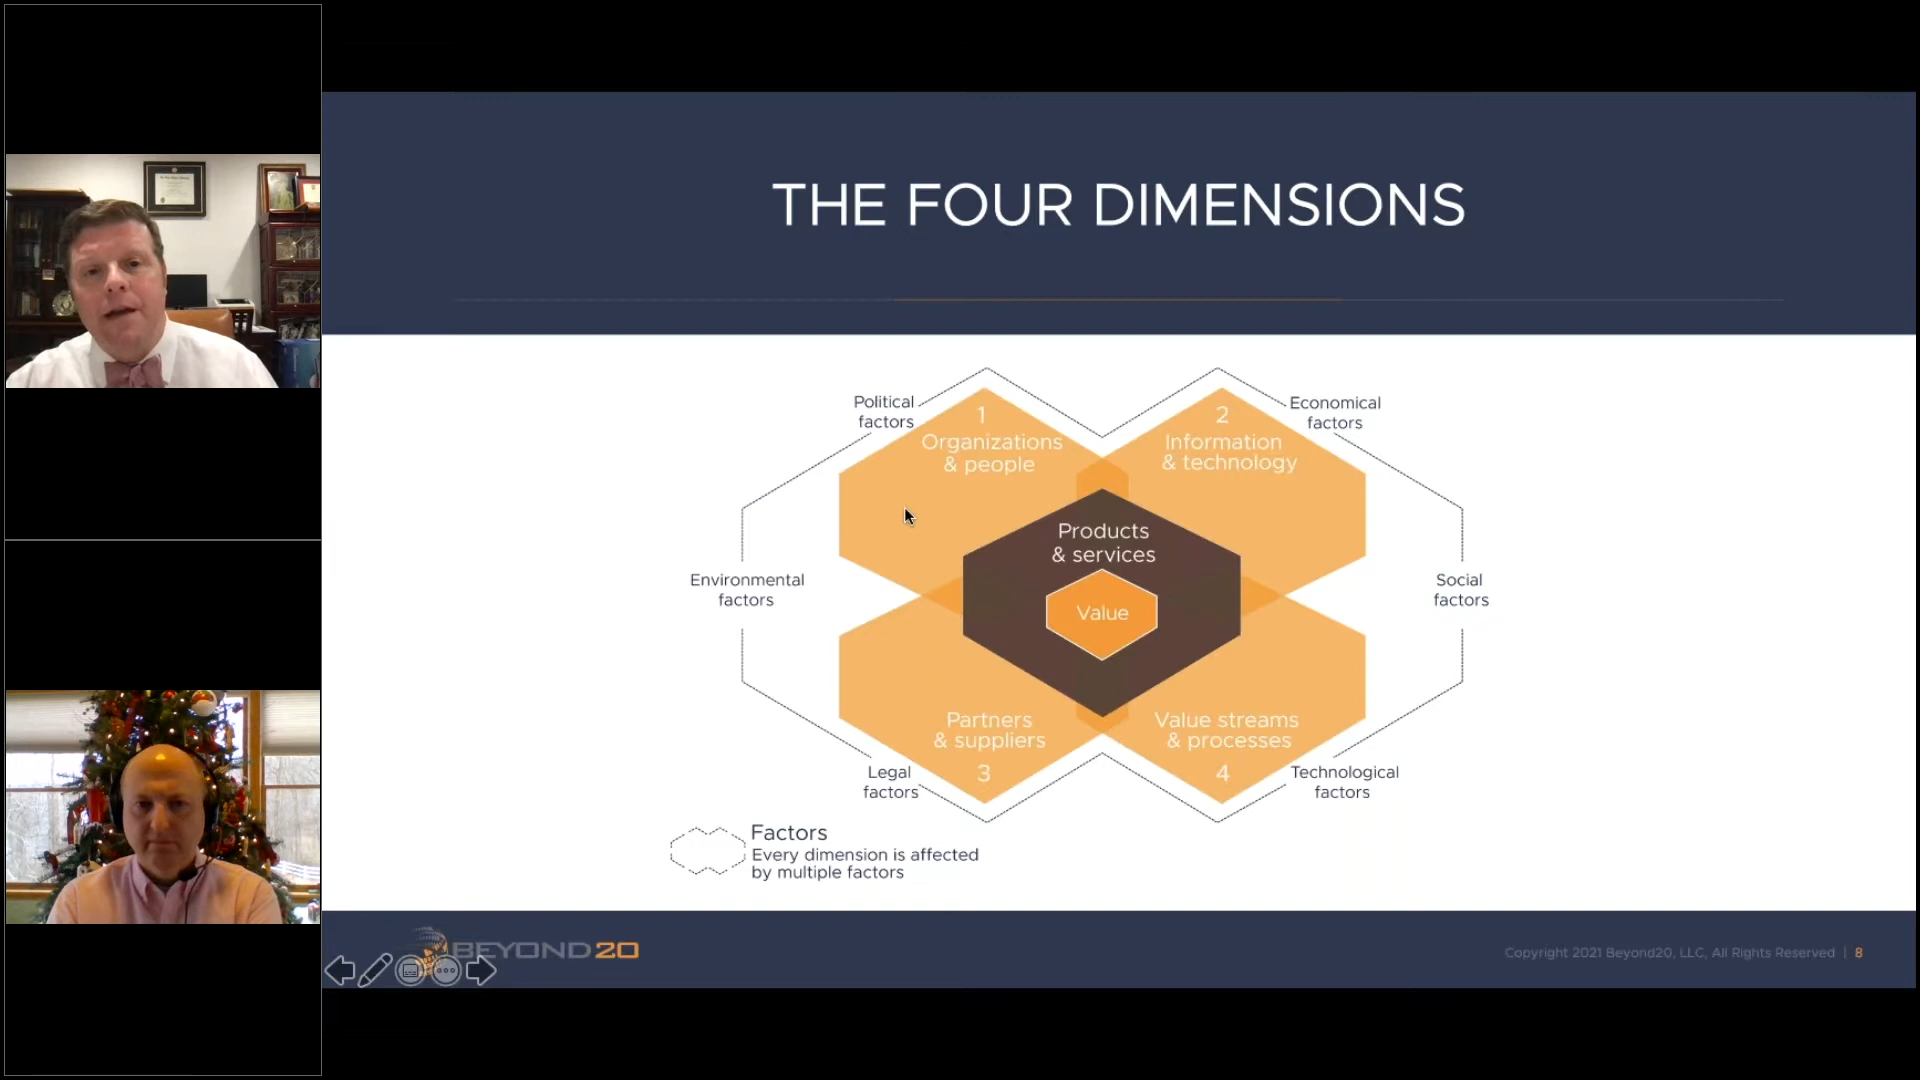 THE FOUR DIMENSIONS
Political
factors
Economical
factors
1
Organizations
& people
2
Information
& technology
Products
& services
Value
Environmental
factors
Social
factors
Partners
& suppliers
3
Value streams
& processes
4
Legal
factors
Technological
factors
Factors
Every dimension is affected
by multiple factors
BEYOND20
Copyright 2021 Beyond20, LLC, All Rights Reserved | 8